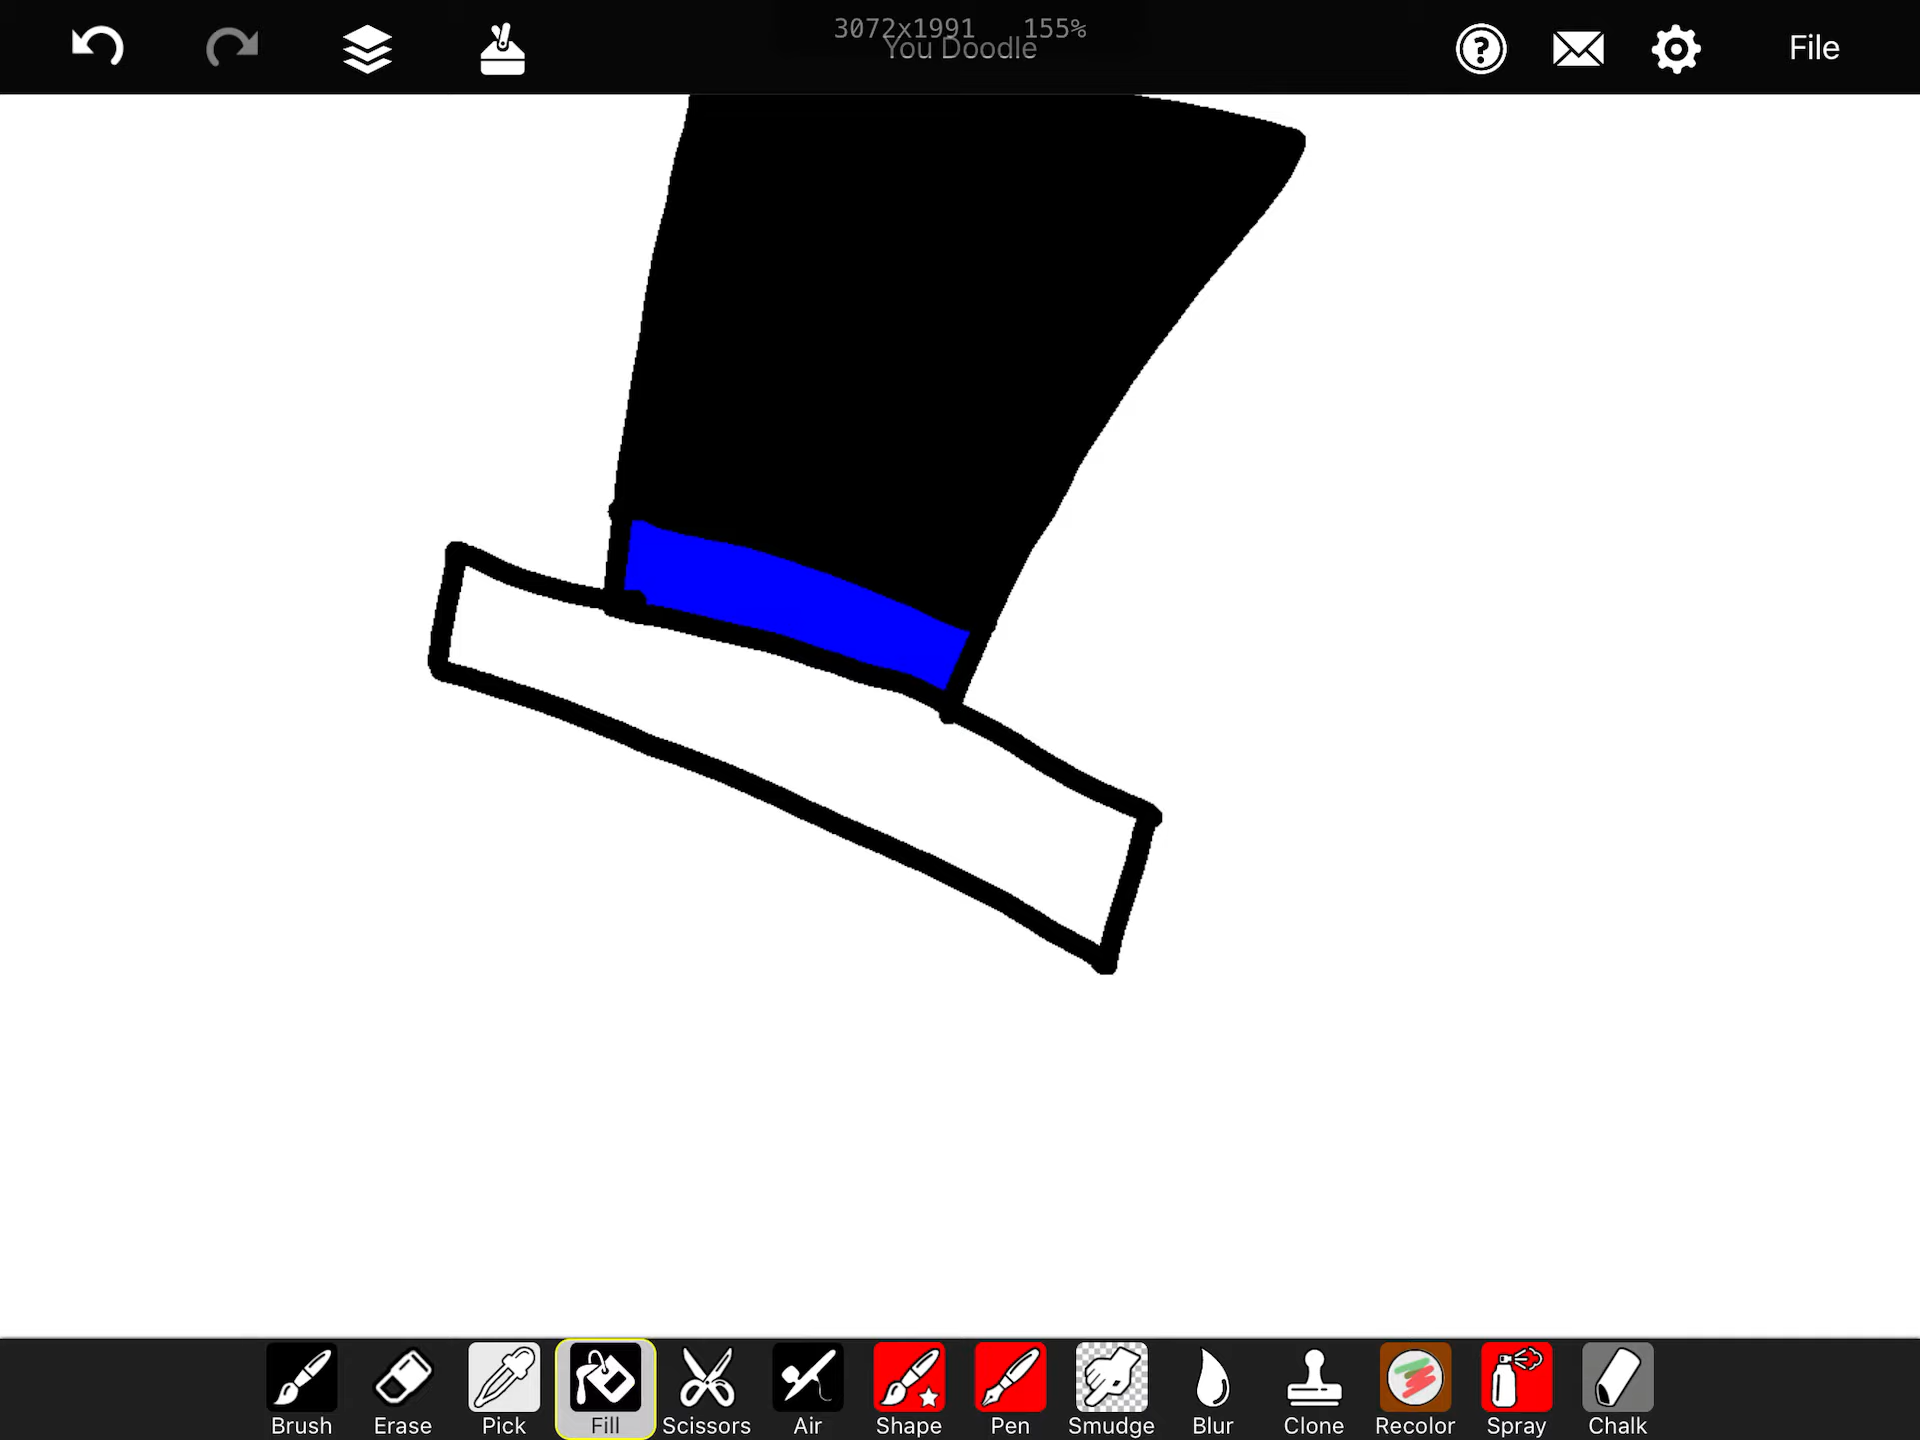 3072x1991 155%
You Doodle
File
Brush Erase Pick Fill Scissors Air Shape Pen Smudge Blur Clone Recolor Spray Chalk